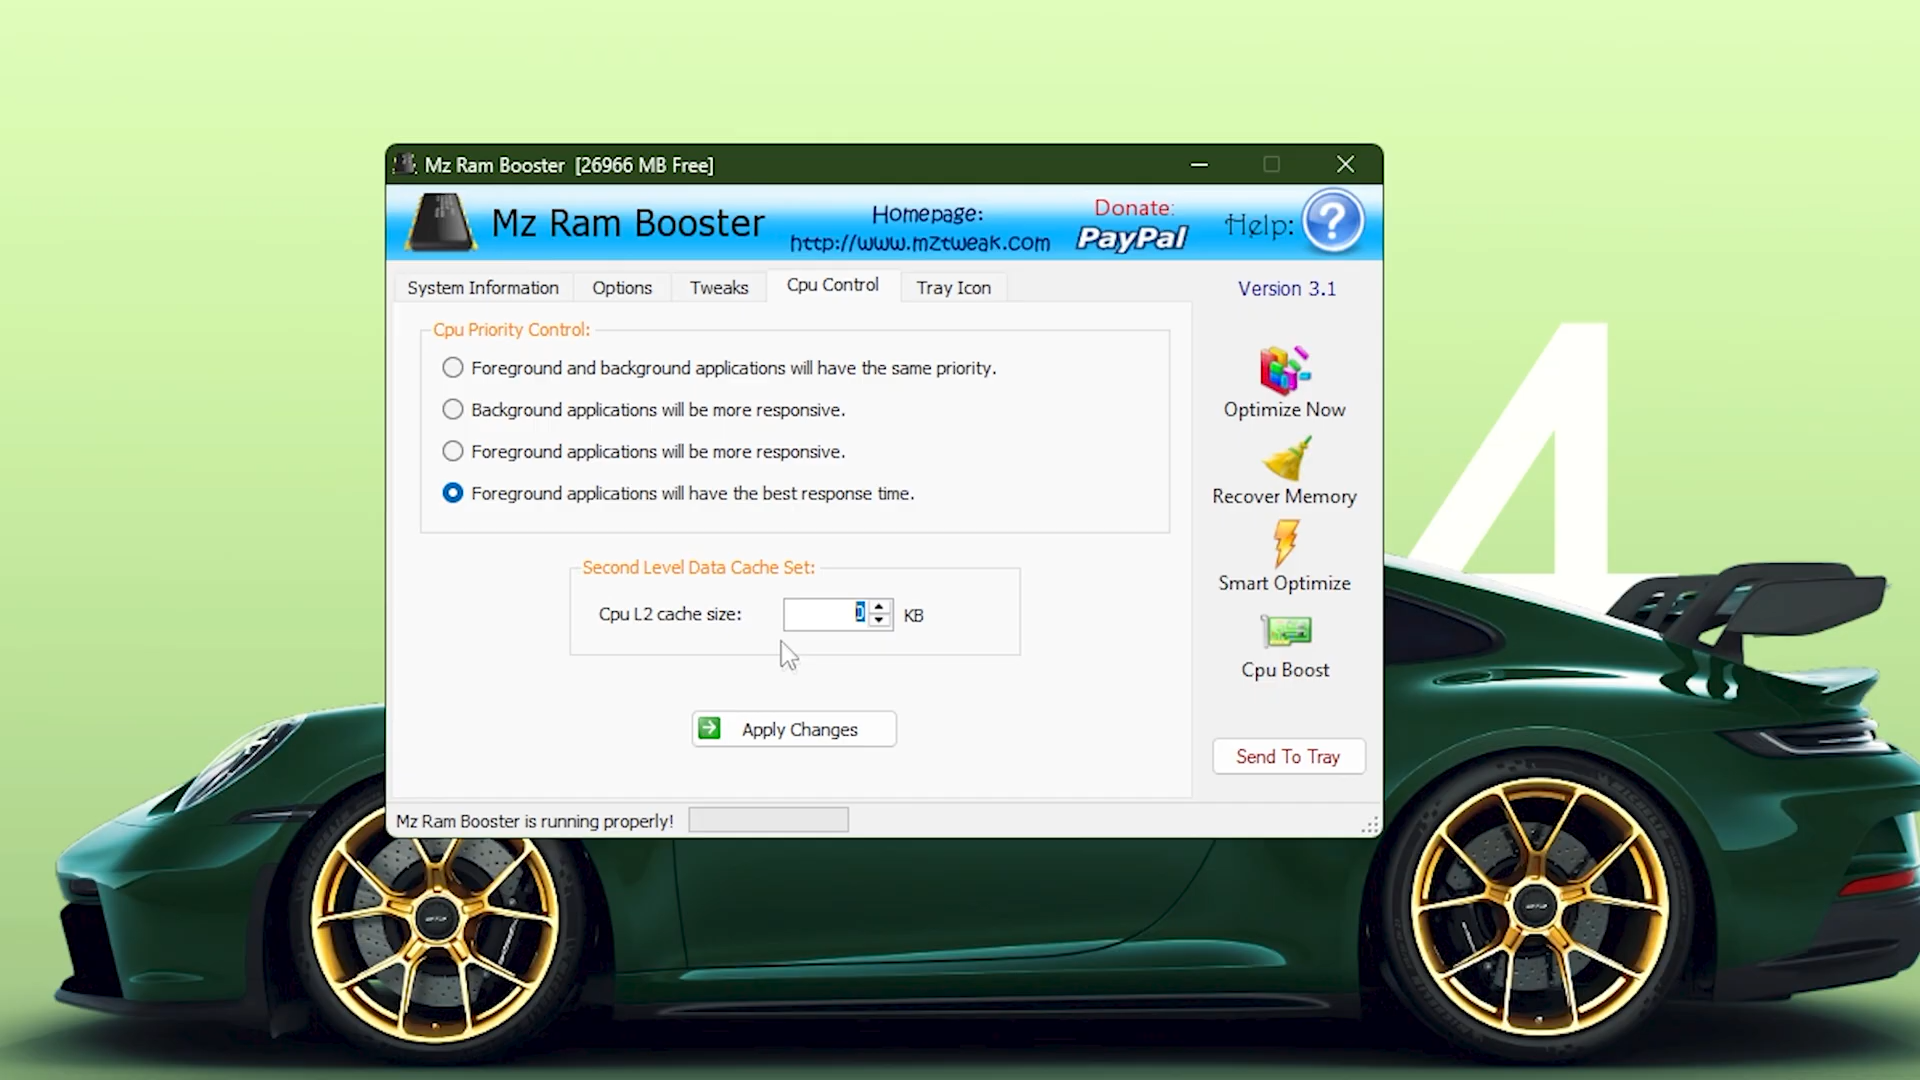 Mz Ram Booster [26966 MB Free]
Mz Ram Booster
Homepage:
http://www.mztweak.com
Donate:
PayPal
Help:
?
System Information
Options
Tweaks
Cpu Control
Tray Icon
Version 3.1
Cpu Priority Control:
Foreground and background applications will have the same priority.
Background applications will be more responsive.
Foreground applications will be more responsive.
Foreground applications will have the best response time.
Second Level Data Cache Set:
Cpu L2 cache size:
0
KB
Apply Changes
Optimize Now
Recover Memory
Smart Optimize
Cpu Boost
Send To Tray
Mz Ram Booster is running properly!
4